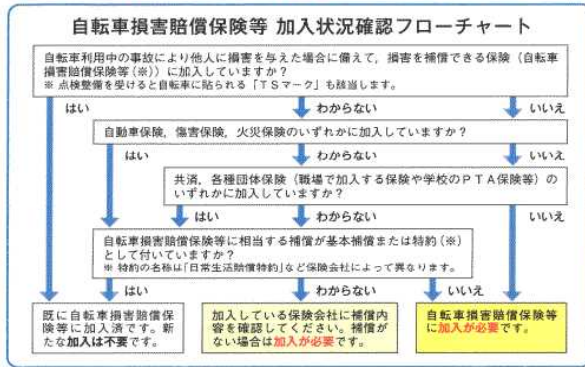 自転車損害賠償保険等 加入状況確認フローチャート
自転車利用中の事故により他人に損害を与えた場合に備えて，損害を補償できる保険（自転車
損害賠償保険等（※））に加入していますか？
※ 点検整備を受けると自転車に貼られる「ＴＳマーク」も該当します。
はい
わからない
いいえ
自動車保険，傷害保険，火災保険のいずれかに加入していますか？
はい
わからない
いいえ
共済，各種団体保険（職場で加入する保険や学校のＰＴＡ保険等）の
いずれかに加入していますか？
はい
わからない
いいえ
自転車損害賠償保険等に相当する補償が基本補償または特約（※）
として付いていますか？
※ 特約の名称は「日常生活賠償特約」など保険会社によって異なります。
はい
わからない
いいえ
既に自転車損害賠償保
険等に加入済です。新
たな加入は不要です。
加入している保険会社に補償内
容を確認してください。補償が
ない場合は加入が必要です。
自転車損害賠償保険等
に加入が必要です。